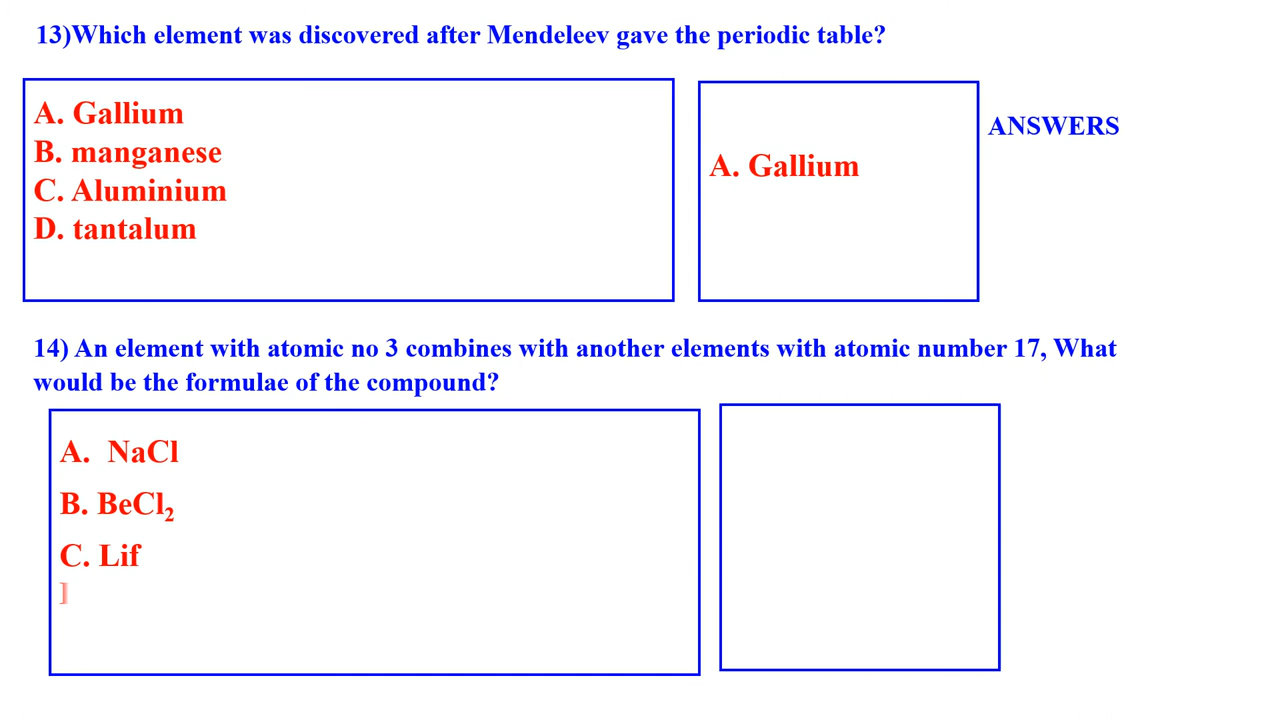 13)Which element was discovered after Mendeleev gave the periodic table?
A. Gallium
B. manganese
C. Aluminium
D. tantalum
A. Gallium
ANSWERS
14) An element with atomic no 3 combines with another elements with atomic number 17, What
would be the formulae of the compound?
A. NaCl
B. BeCl₂
C. Lif